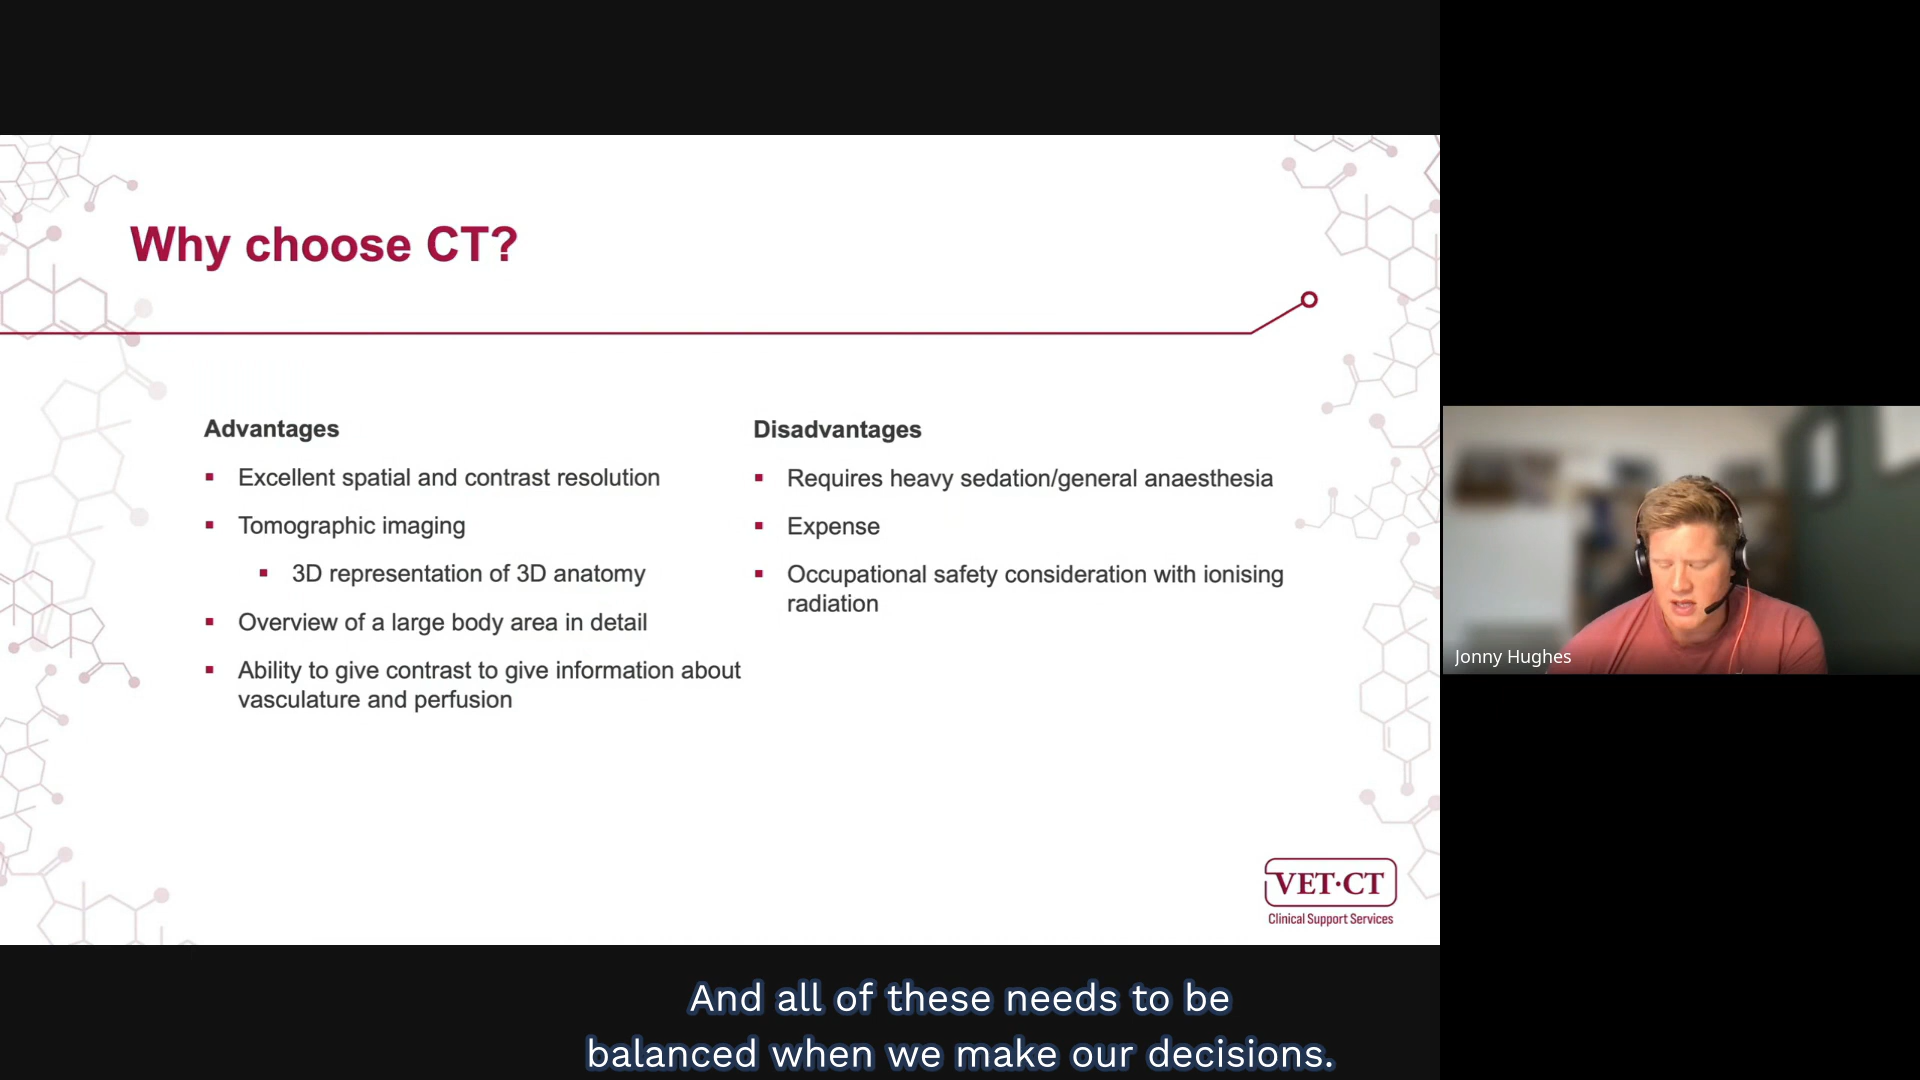 Why choose CT?
Advantages
Excellent spatial and contrast resolution
Tomographic imaging
3D representation of 3D anatomy
Overview of a large body area in detail
Ability to give contrast to give information about
vasculature and perfusion
Disadvantages
Requires heavy sedation/general anaesthesia
Expense
Occupational safety consideration with ionising
radiation
VET·CT
Clinical Support Services
Jonny Hughes
And all of these needs to be
balanced when we make our decisions.